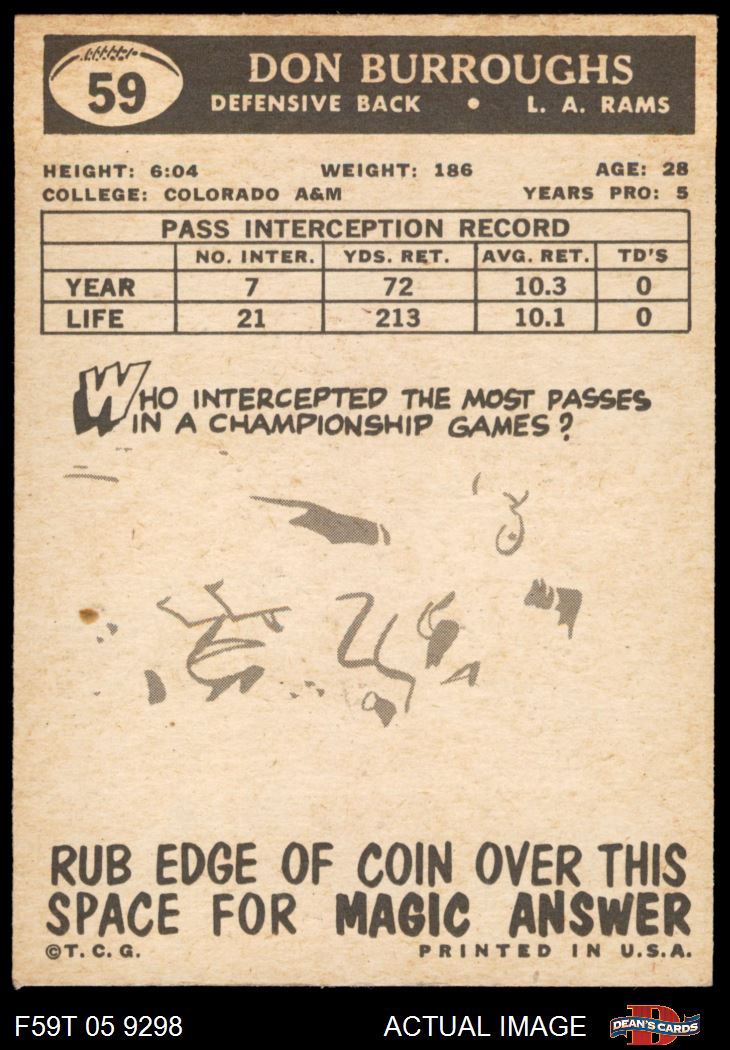 59
DON BURROUGHS
DEFENSIVE BACK • L. A. RAMS
HEIGHT: 6:04 WEIGHT: 186 AGE: 28
COLLEGE: COLORADO A&M YEARS PRO: 5
PASS INTERCEPTION RECORD
NO. INTER. YDS. RET. AVG. RET. TD'S
YEAR 7 72 10.3 0
LIFE 21 213 10.1 0
WHO INTERCEPTED THE MOST PASSES
IN A CHAMPIONSHIP GAMES?
RUB EDGE OF COIN OVER THIS
SPACE FOR MAGIC ANSWER
©T. C. G. PRINTED IN U.S.A.
F59T 05 9298 ACTUAL IMAGE
D
DEAN'S CARDS